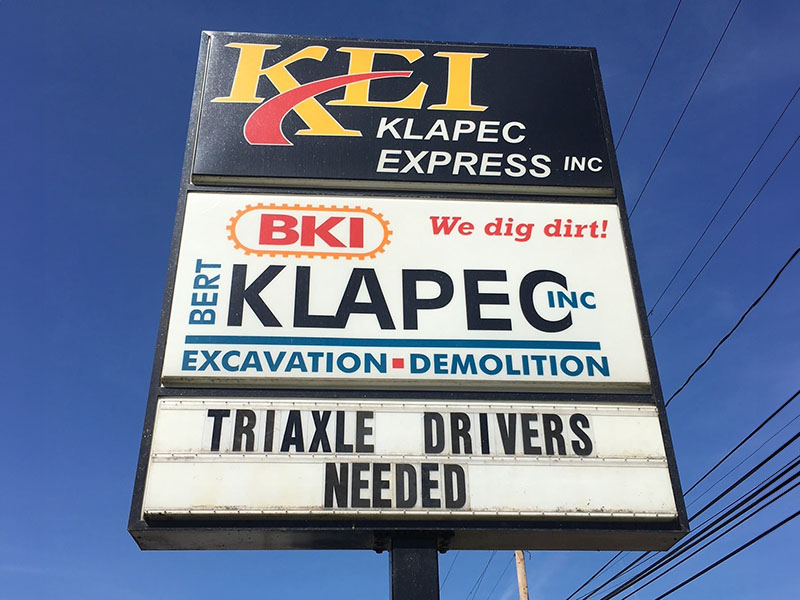 KEI
KLAPEC
EXPRESS INC
BKI
We dig dirt!
BERT KLAPEC INC
EXCAVATION▪DEMOLITION
TRIAXLE DRIVERS
NEEDED